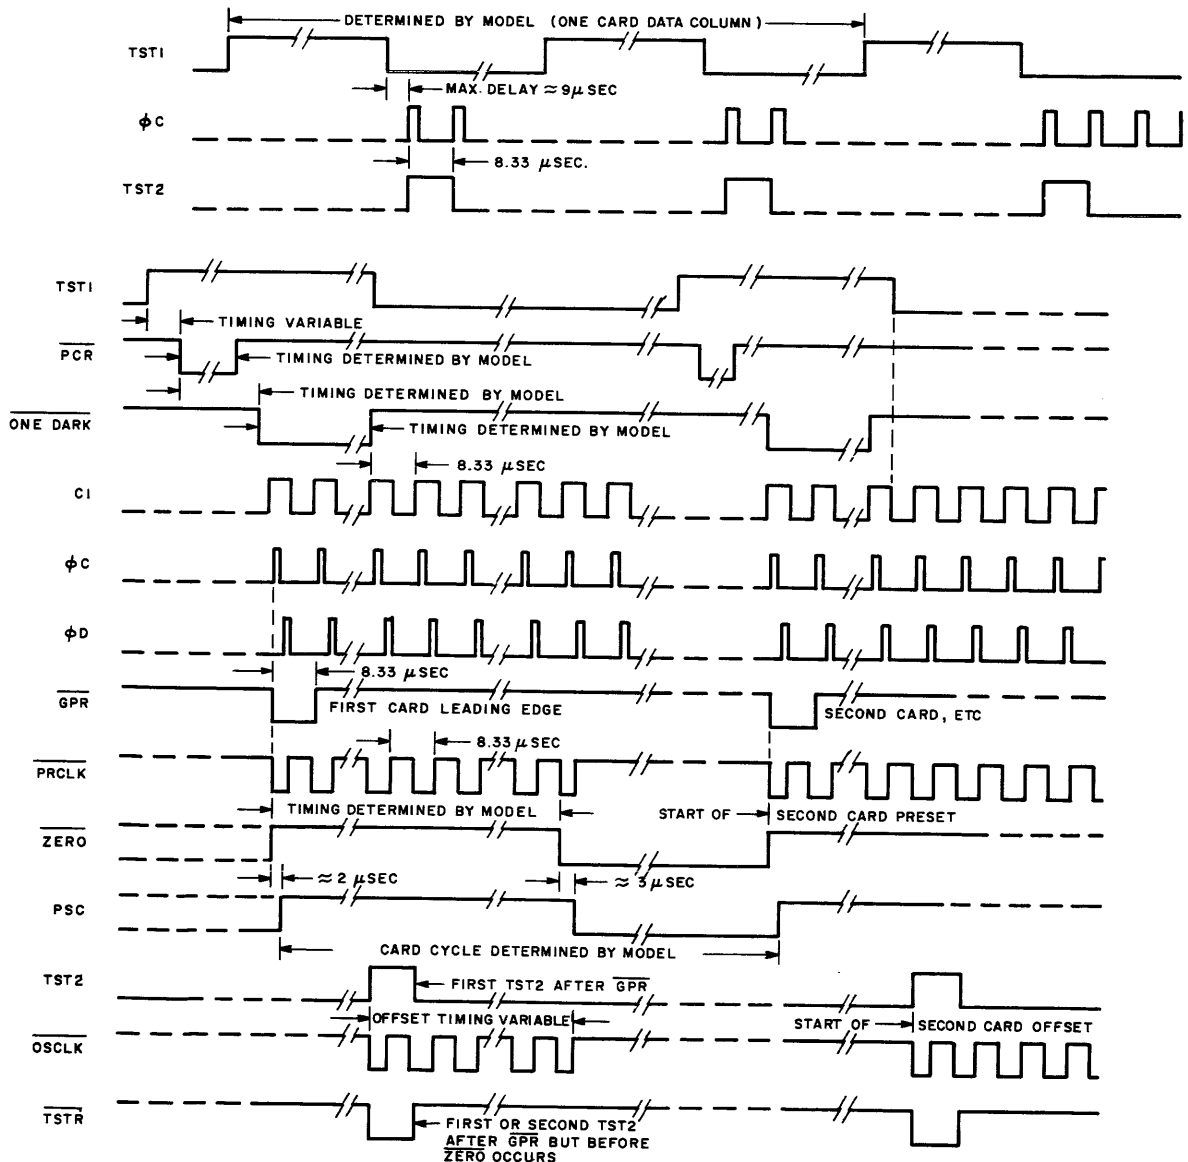 DETERMINED BY MODEL (ONE CARD DATA COLUMN)
TST1
MAX. DELAY ≈ 9μSEC
φC
8.33 μSEC.
TST2
TST1
TIMING VARIABLE
PCR
TIMING DETERMINED BY MODEL
TIMING DETERMINED BY MODEL
ONE DARK
TIMING DETERMINED BY MODEL
8.33 μSEC
C1
φC
φD
8.33 μSEC
GPR
FIRST CARD LEADING EDGE
SECOND CARD, ETC
8.33 μSEC
PRCLK
TIMING DETERMINED BY MODEL
START OF SECOND CARD PRESET
ZERO
≈ 2 μSEC
≈ 3 μSEC
PSC
CARD CYCLE DETERMINED BY MODEL
TST2
FIRST TST2 AFTER GPR
OFFSET TIMING VARIABLE
START OF SECOND CARD OFFSET
OSCLK
TSTR
FIRST OR SECOND TST2
AFTER GPR BUT BEFORE
ZERO OCCURS